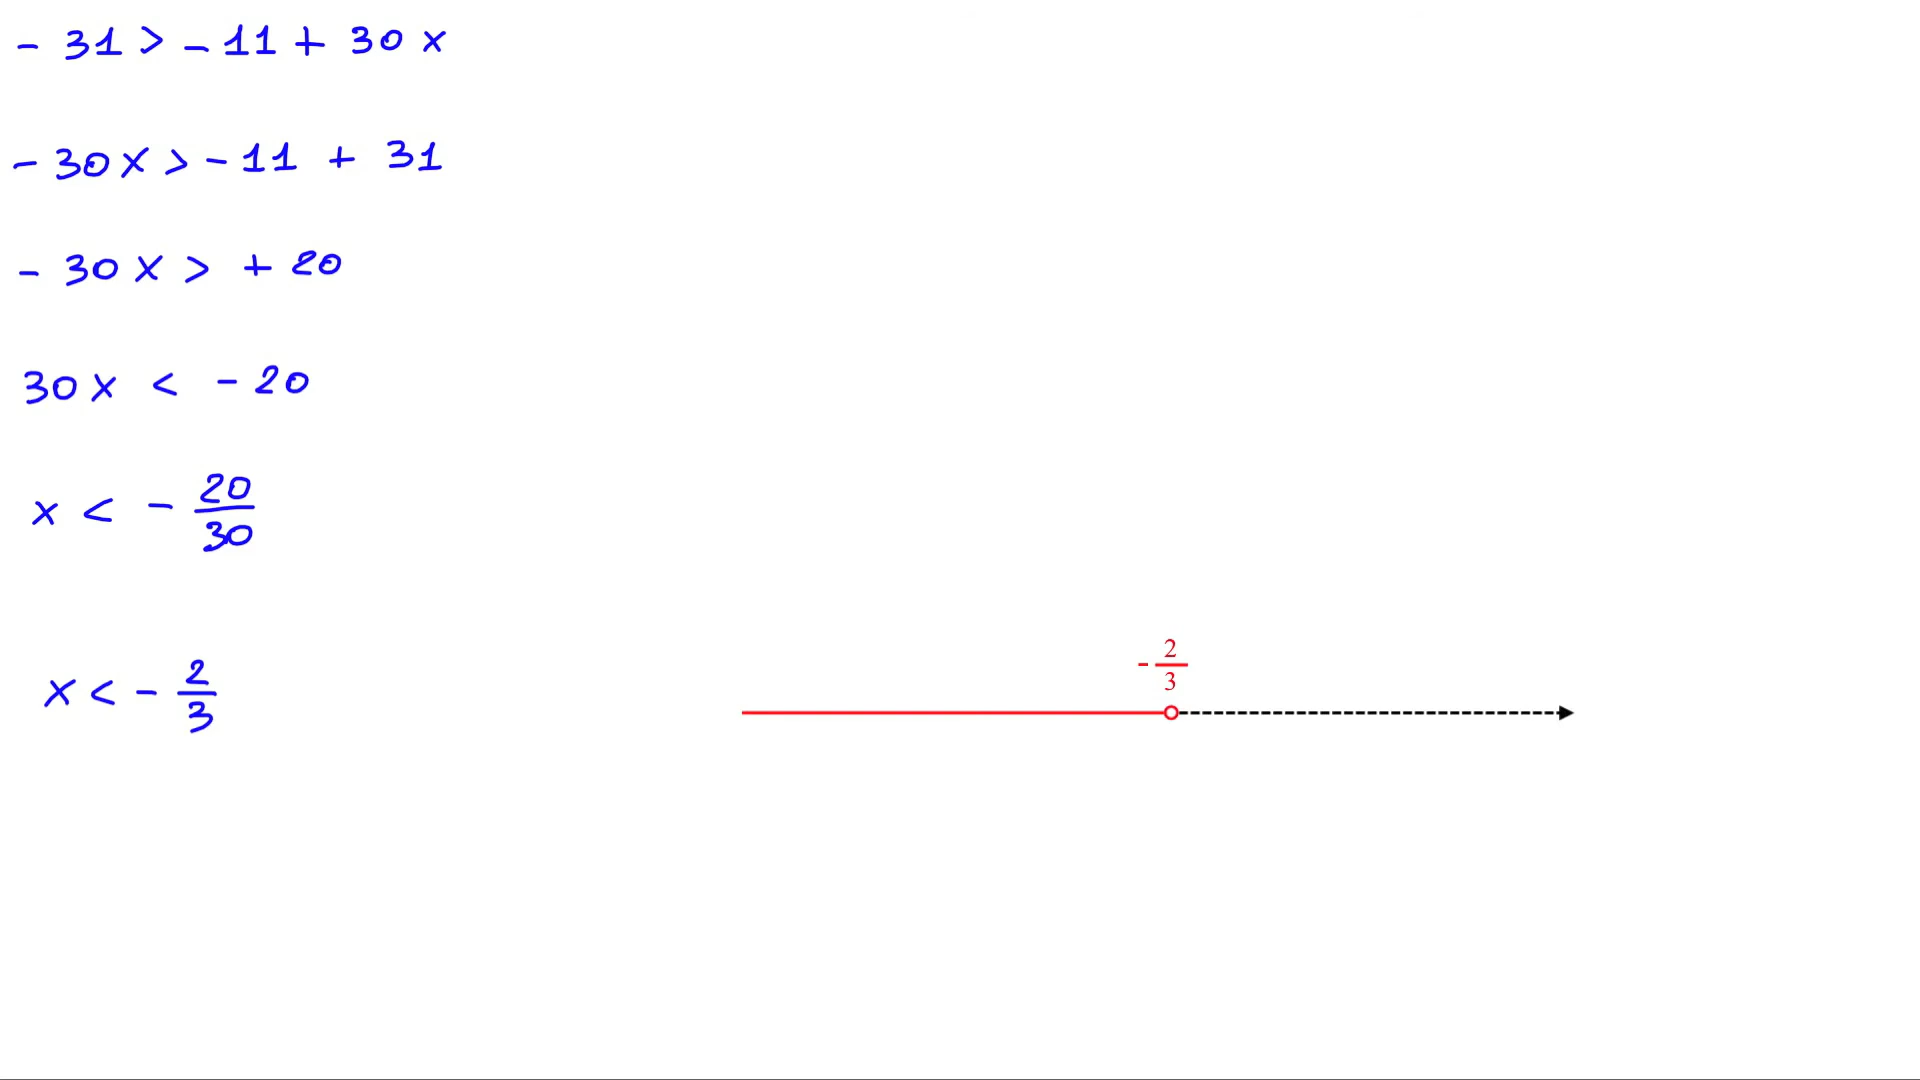 - 31 > - 11 + 30 x
- 30 x > - 11 + 31
- 30 x > + 20
30 x < - 20
x < - 20/30
x < - 2/3
- 2/3